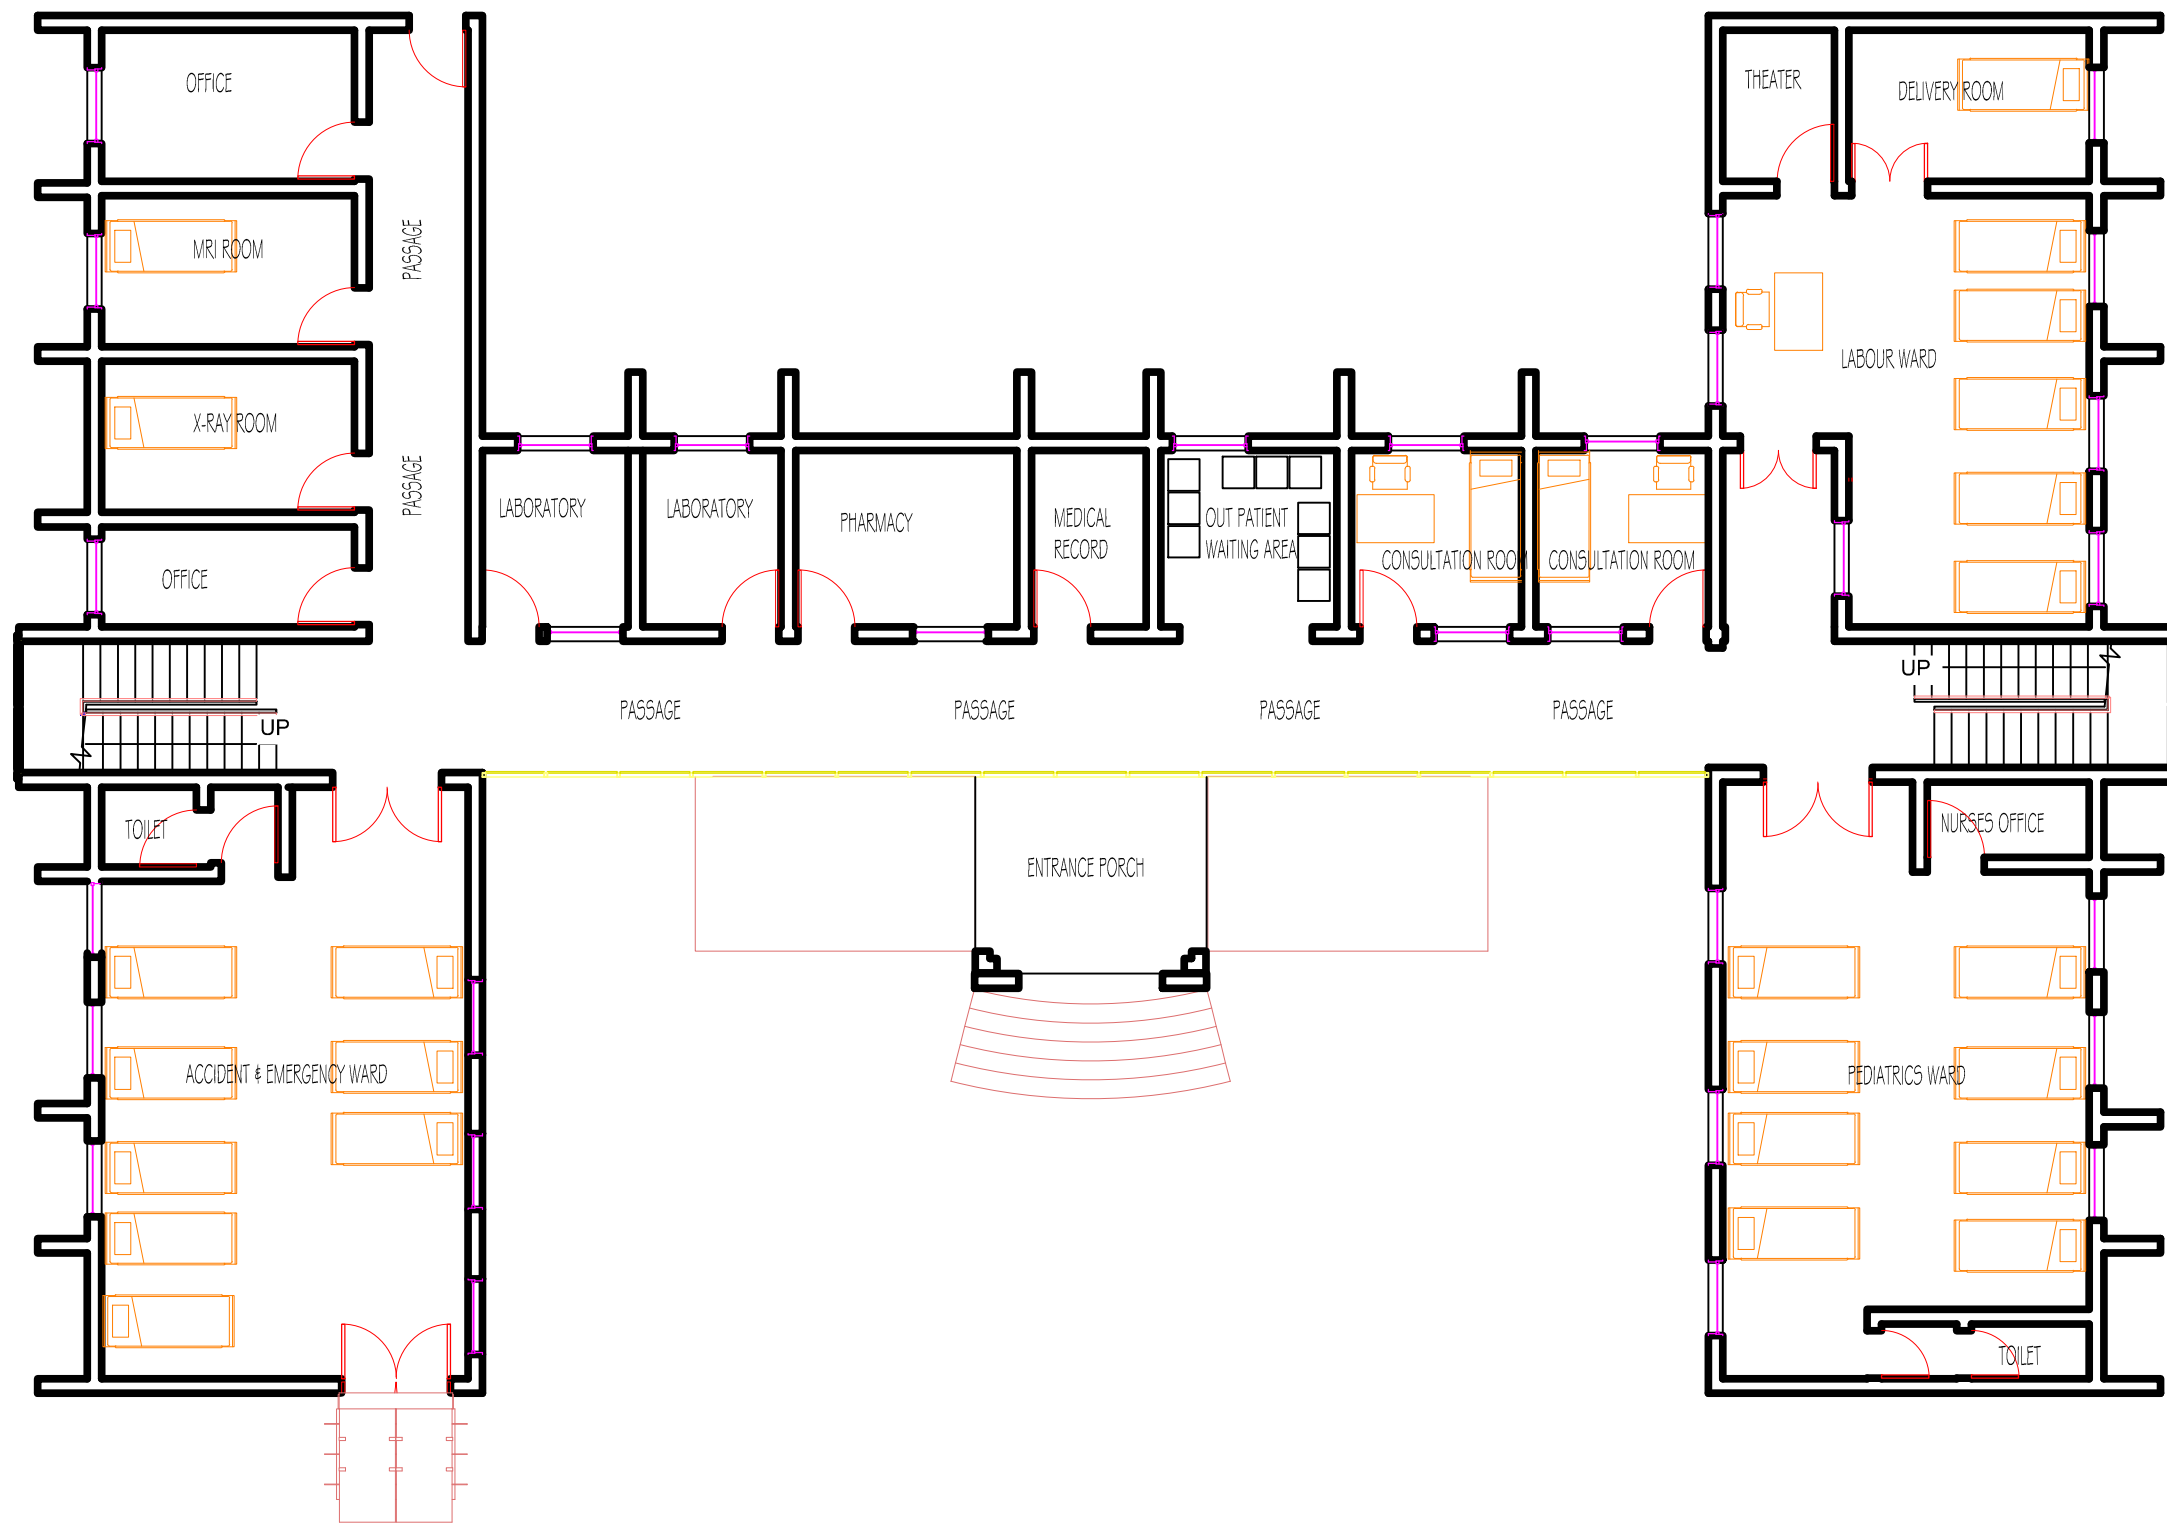 OFFICE
THEATER
DELIVERY ROOM
MRI ROOM
PASSAGE
LABOUR WARD
X-RAY ROOM
PASSAGE
LABORATORY
LABORATORY
PHARMACY
MEDICAL
RECORD
OUT PATIENT
WAITING AREA
CONSULTATION ROOM
CONSULTATION ROOM
OFFICE
UP
UP
PASSAGE
PASSAGE
PASSAGE
PASSAGE
TOILET
NURSES OFFICE
ENTRANCE PORCH
ACCIDENT & EMERGENCY WARD
PEDIATRICS WARD
TOILET